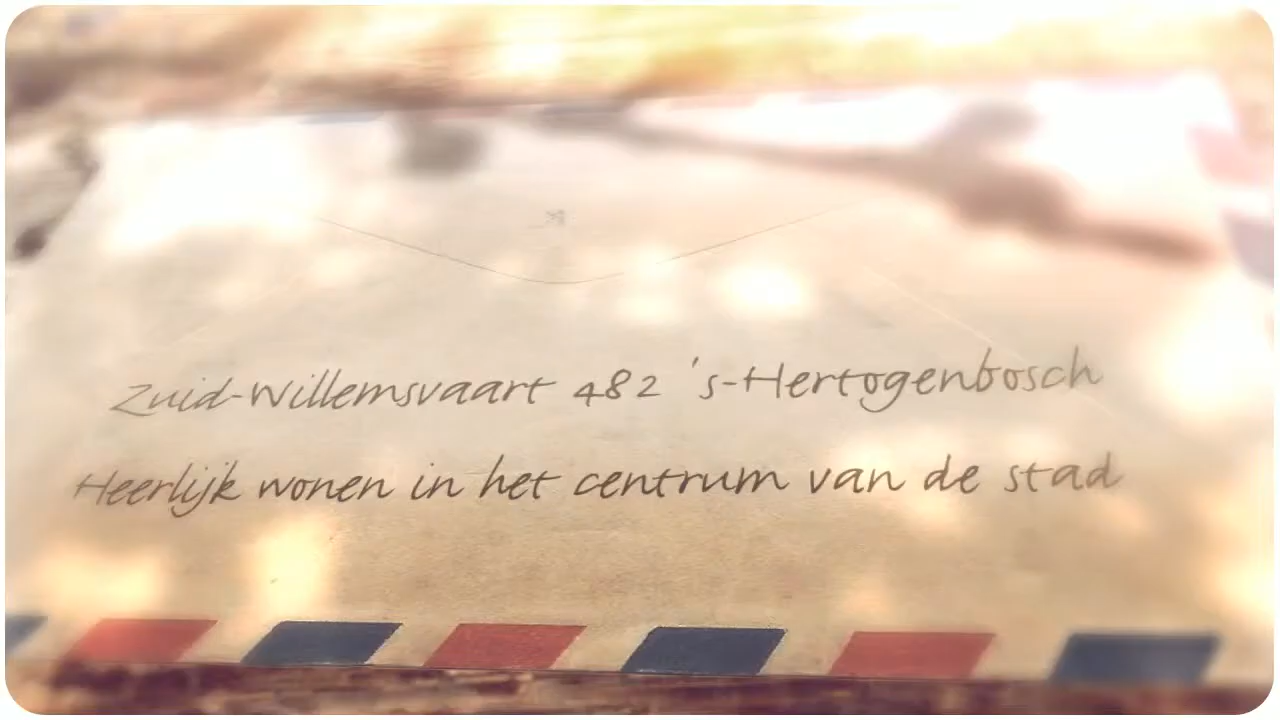 Zuid-Willemsvaart 482 's-Hertogenbosch
Heerlijk wonen in het centrum van de stad